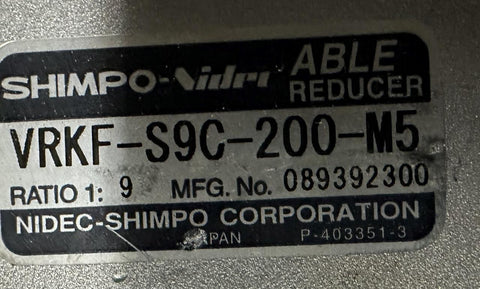 SHIMPO-Nidec ABLE
REDUCER
VRKF-S9C-200-M5
RATIO 1: 9 MFG. No. 089392300
NIDEC-SHIMPO CORPORATION
JAPAN P-403351-3